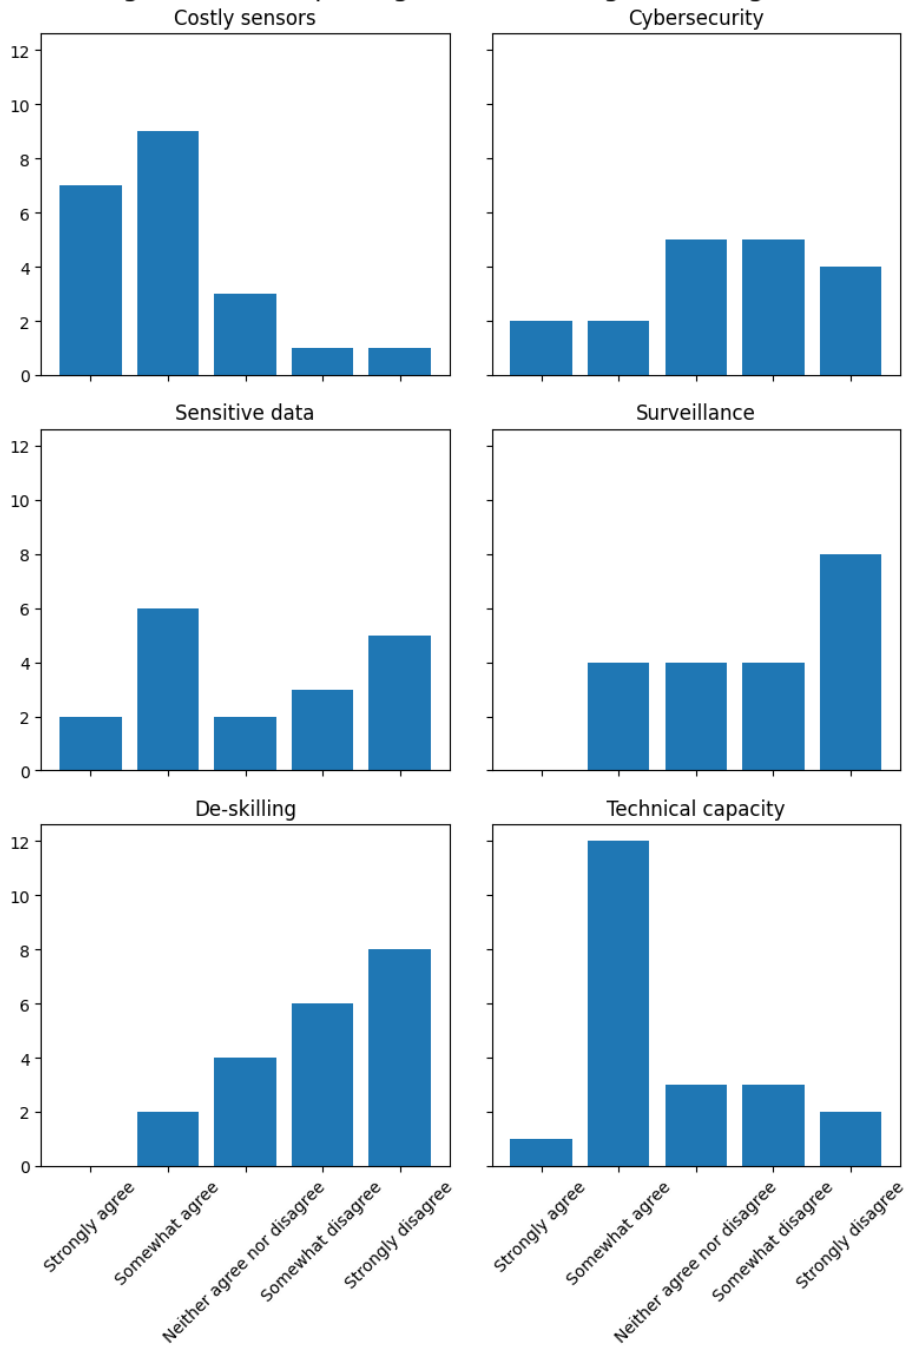 Costly sensors
Cybersecurity
12
10
8
6
4
2
0
Sensitive data
Surveillance
12
10
8
6
4
2
0
De-skilling
Technical capacity
12
10
8
6
4
2
0
Strongly agree
Somewhat agree
Neither agree nor disagree
Somewhat disagree
Strongly disagree
Strongly agree
Somewhat agree
Neither agree nor disagree
Somewhat disagree
Strongly disagree